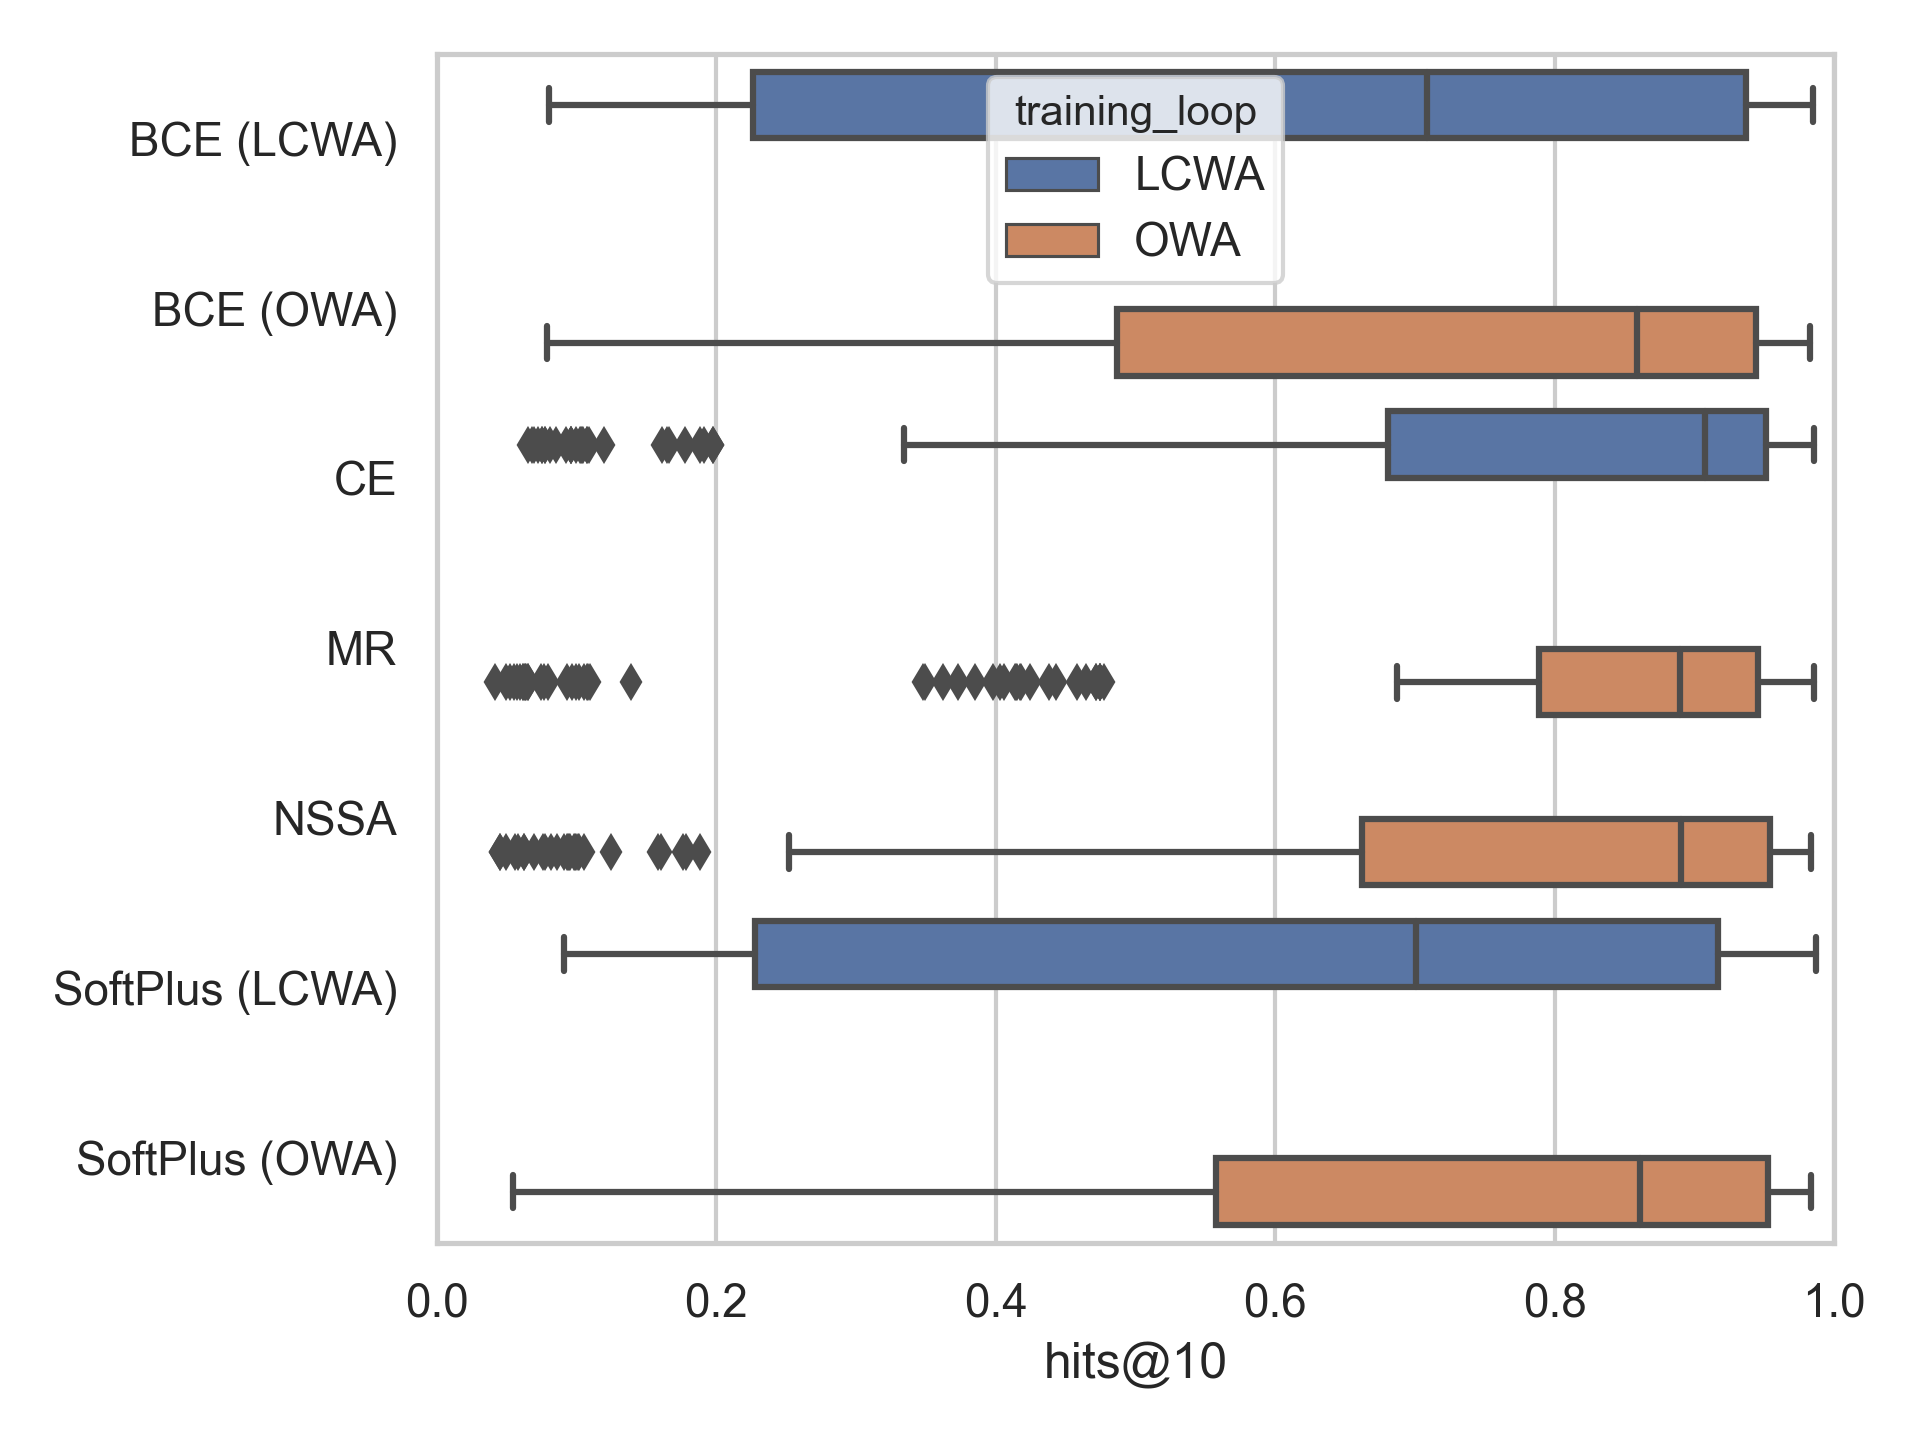 BCE (LCWA)
BCE (OWA)
CE
MR
NSSA
SoftPlus (LCWA)
SoftPlus (OWA)
training_loop
LCWA
OWA
0.0 0.2 0.4 0.6 0.8 1.0
hits@10